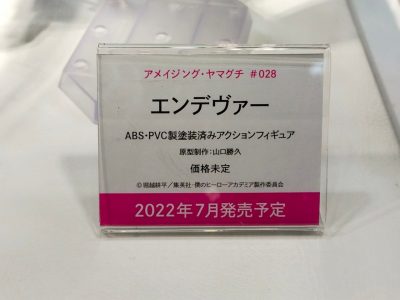 アメイジング・ヤマグチ #028
エンデヴァー
ABS・PVC製塗装済みアクションフィギュア
原型制作：山口勝久
価格未定
© 堀越耕平／集英社・僕のヒーローアカデミア製作委員会
2022年7月発売予定